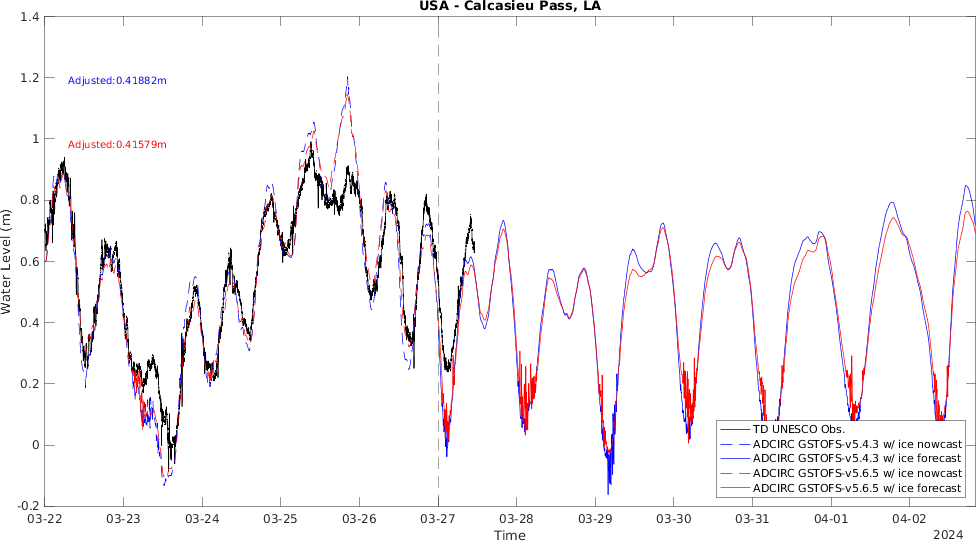 USA - Calcasieu Pass, LA
1.4
1.2
1
0.8
0.6
0.4
0.2
0
-0.2
Water Level (m)
Adjusted:0.41882m
Adjusted:0.41579m
TD UNESCO Obs.
ADCIRC GSTOFS-v5.4.3 w/ ice nowcast
ADCIRC GSTOFS-v5.4.3 w/ ice forecast
ADCIRC GSTOFS-v5.6.5 w/ ice nowcast
ADCIRC GSTOFS-v5.6.5 w/ ice forecast
03-22 03-23 03-24 03-25 03-26 03-27 03-28 03-29 03-30 03-31 04-01 04-02
Time
2024